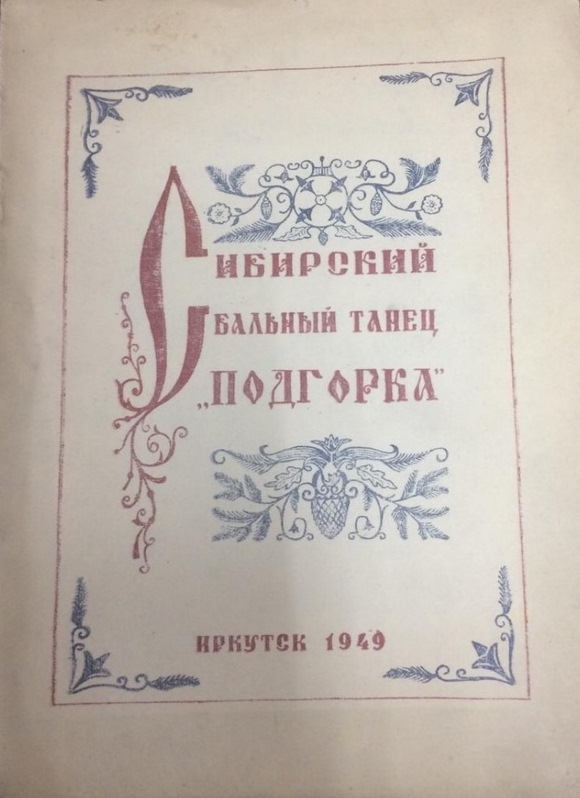 Сибирский
бальный танец
„Подгорка"
Иркутск 1949